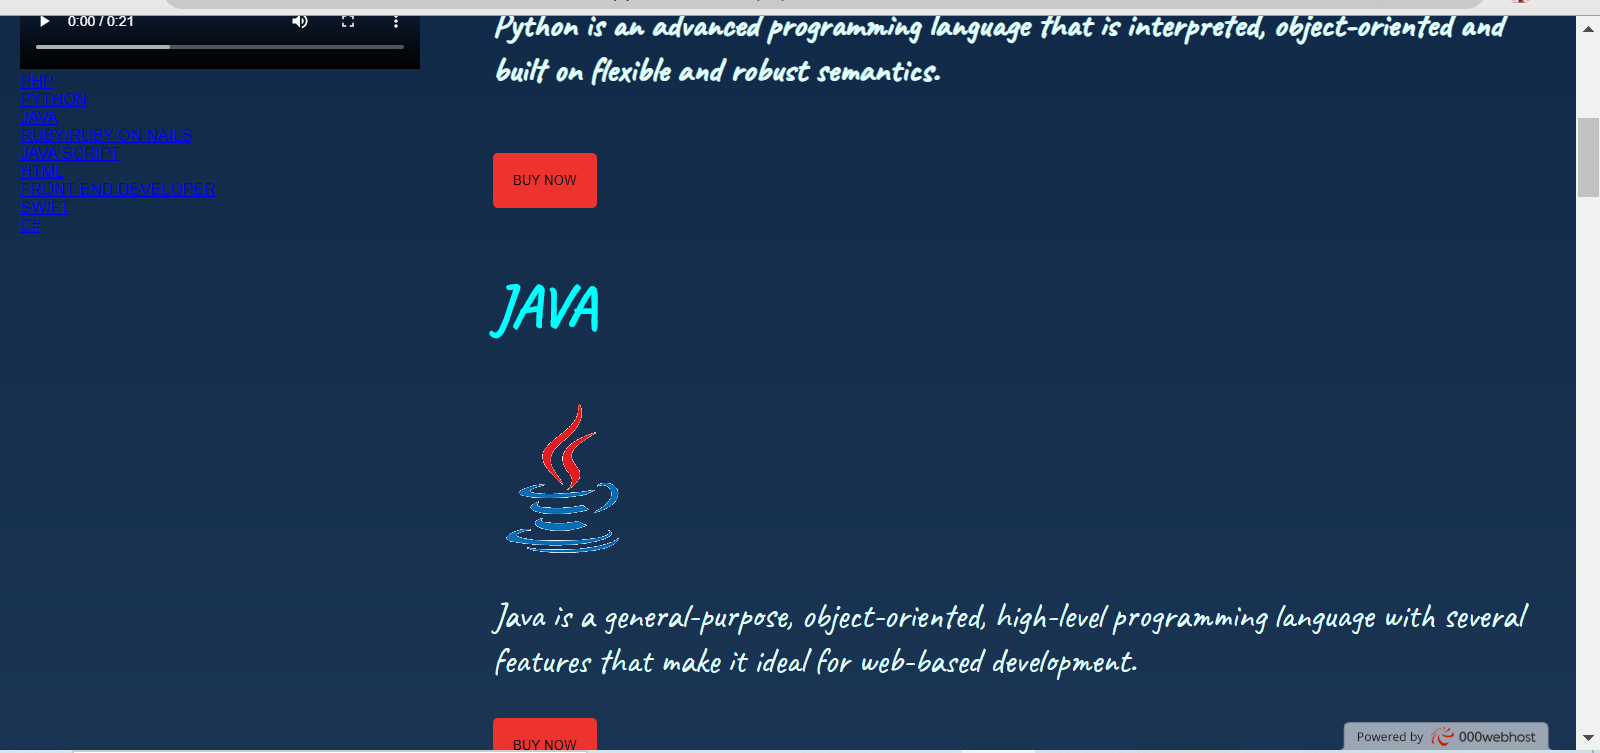 0:00 / 0:21
PHP
PYTHON
JAVA
RUBY/RUBY ON NAILS
JAVA SCRIPT
HTML
FRONT END DEVELOPER
SWIFT
C#
Python is an advanced programming language that is interpreted, object-oriented and
built on flexible and robust semantics.
BUY NOW
JAVA
Java is a general-purpose, object-oriented, high-level programming language with several
features that make it ideal for web-based development.
BUY NOW
Powered by 000webhost